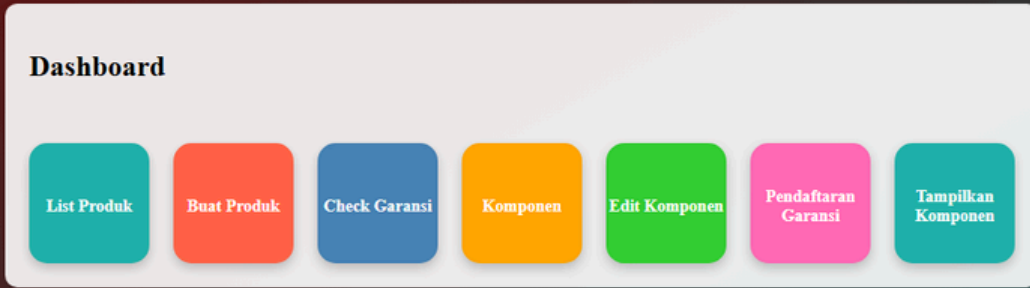 Dashboard
List Produk
Buat Produk
Check Garansi
Komponen
Edit Komponen
Pendaftaran
Garansi
Tampilkan
Komponen